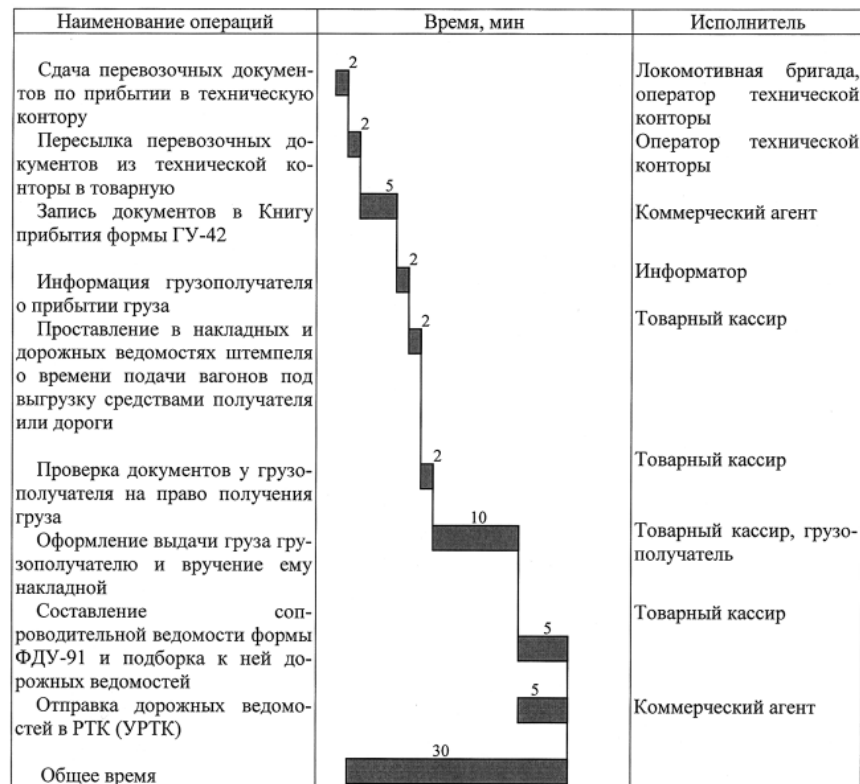 Наименование операций
Время, мин
Исполнитель
Сдача перевозочных докумен-
тов по прибытии в техническую
контору
2
Локомотивная бригада,
оператор технической
конторы
Пересылка перевозочных до-
кументов из технической кон-
торы в товарную
2
Оператор технической
конторы
Запись документов в Книгу
прибытия формы ГУ-42
5
Коммерческий агент
Информация грузополучателя
о прибытии груза
2
Информатор
Проставление в накладных и
дорожных ведомостях штемпеля
о времени подачи вагонов под
выгрузку средствами получателя
или дороги
2
Товарный кассир
Проверка документов у грузо-
получателя на право получения
груза
2
Товарный кассир
Оформление выдачи груза гру-
зополучателю и вручение ему
накладной
10
Товарный кассир, грузо-
получатель
Составление соп-
роводительной ведомости формы
ФДУ-91 и подборка к ней до-
рожных ведомостей
5
Товарный кассир
Отправка дорожных ведомо-
стей в РТК (УРТК)
5
Коммерческий агент
Общее время
30